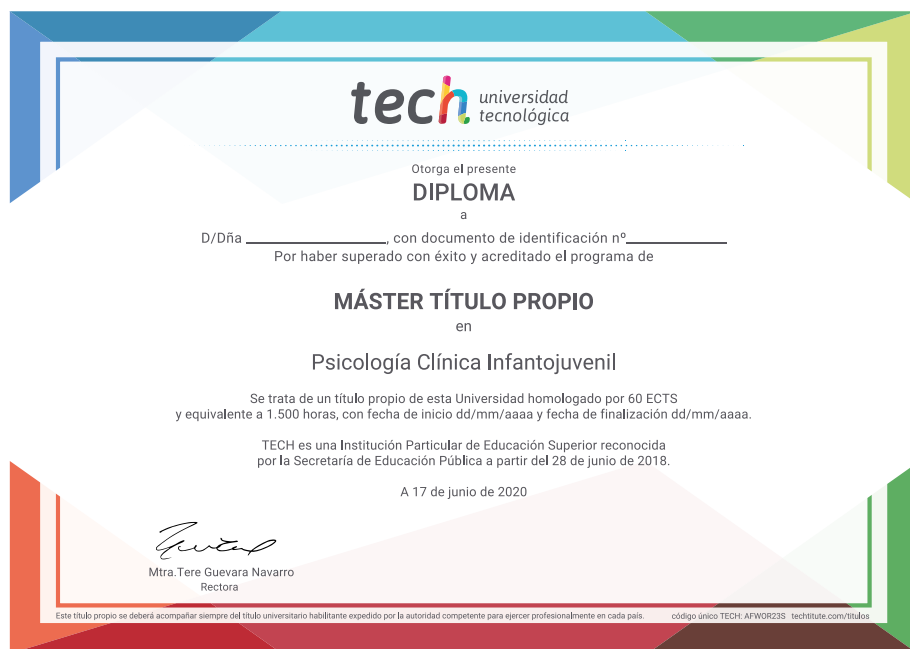 tech universidad
tecnológica
Otorga el presente
DIPLOMA
a
D/Dña ____________________, con documento de identificación nº______________
Por haber superado con éxito y acreditado el programa de
MÁSTER TÍTULO PROPIO
en
Psicología Clínica Infantojuvenil
Se trata de un título propio de esta Universidad homologado por 60 ECTS
y equivalente a 1.500 horas, con fecha de inicio dd/mm/aaaa y fecha de finalización dd/mm/aaaa.
TECH es una Institución Particular de Educación Superior reconocida
por la Secretaría de Educación Pública a partir del 28 de junio de 2018.
A 17 de junio de 2020
Mtra.Tere Guevara Navarro
Rectora
Este título propio se deberá acompañar siempre del título universitario habilitante expedido por la autoridad competente para ejercer profesionalmente en cada país. código único TECH: AFWOR23S techtitute.com/titulos